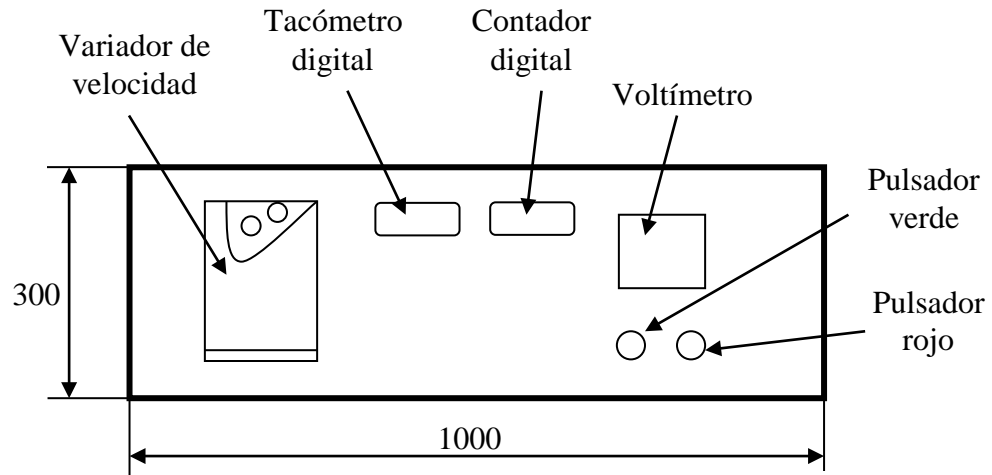 Variador de
velocidad
Tacómetro
digital
Contador
digital
Voltímetro
Pulsador
verde
Pulsador
rojo
300
1000